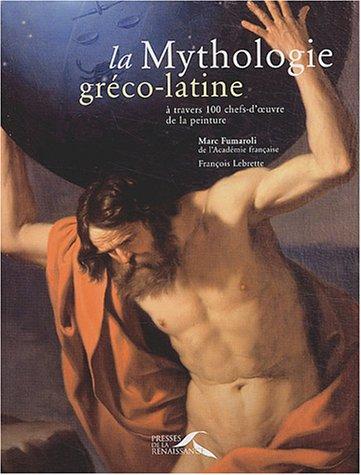 la Mythologie
gréco-latine
à travers 100 chefs-d'œuvre
de la peinture
Marc Fumaroli
de l'Académie française
François Lebrette
PRESSES
DE LA
RENAISSANCE